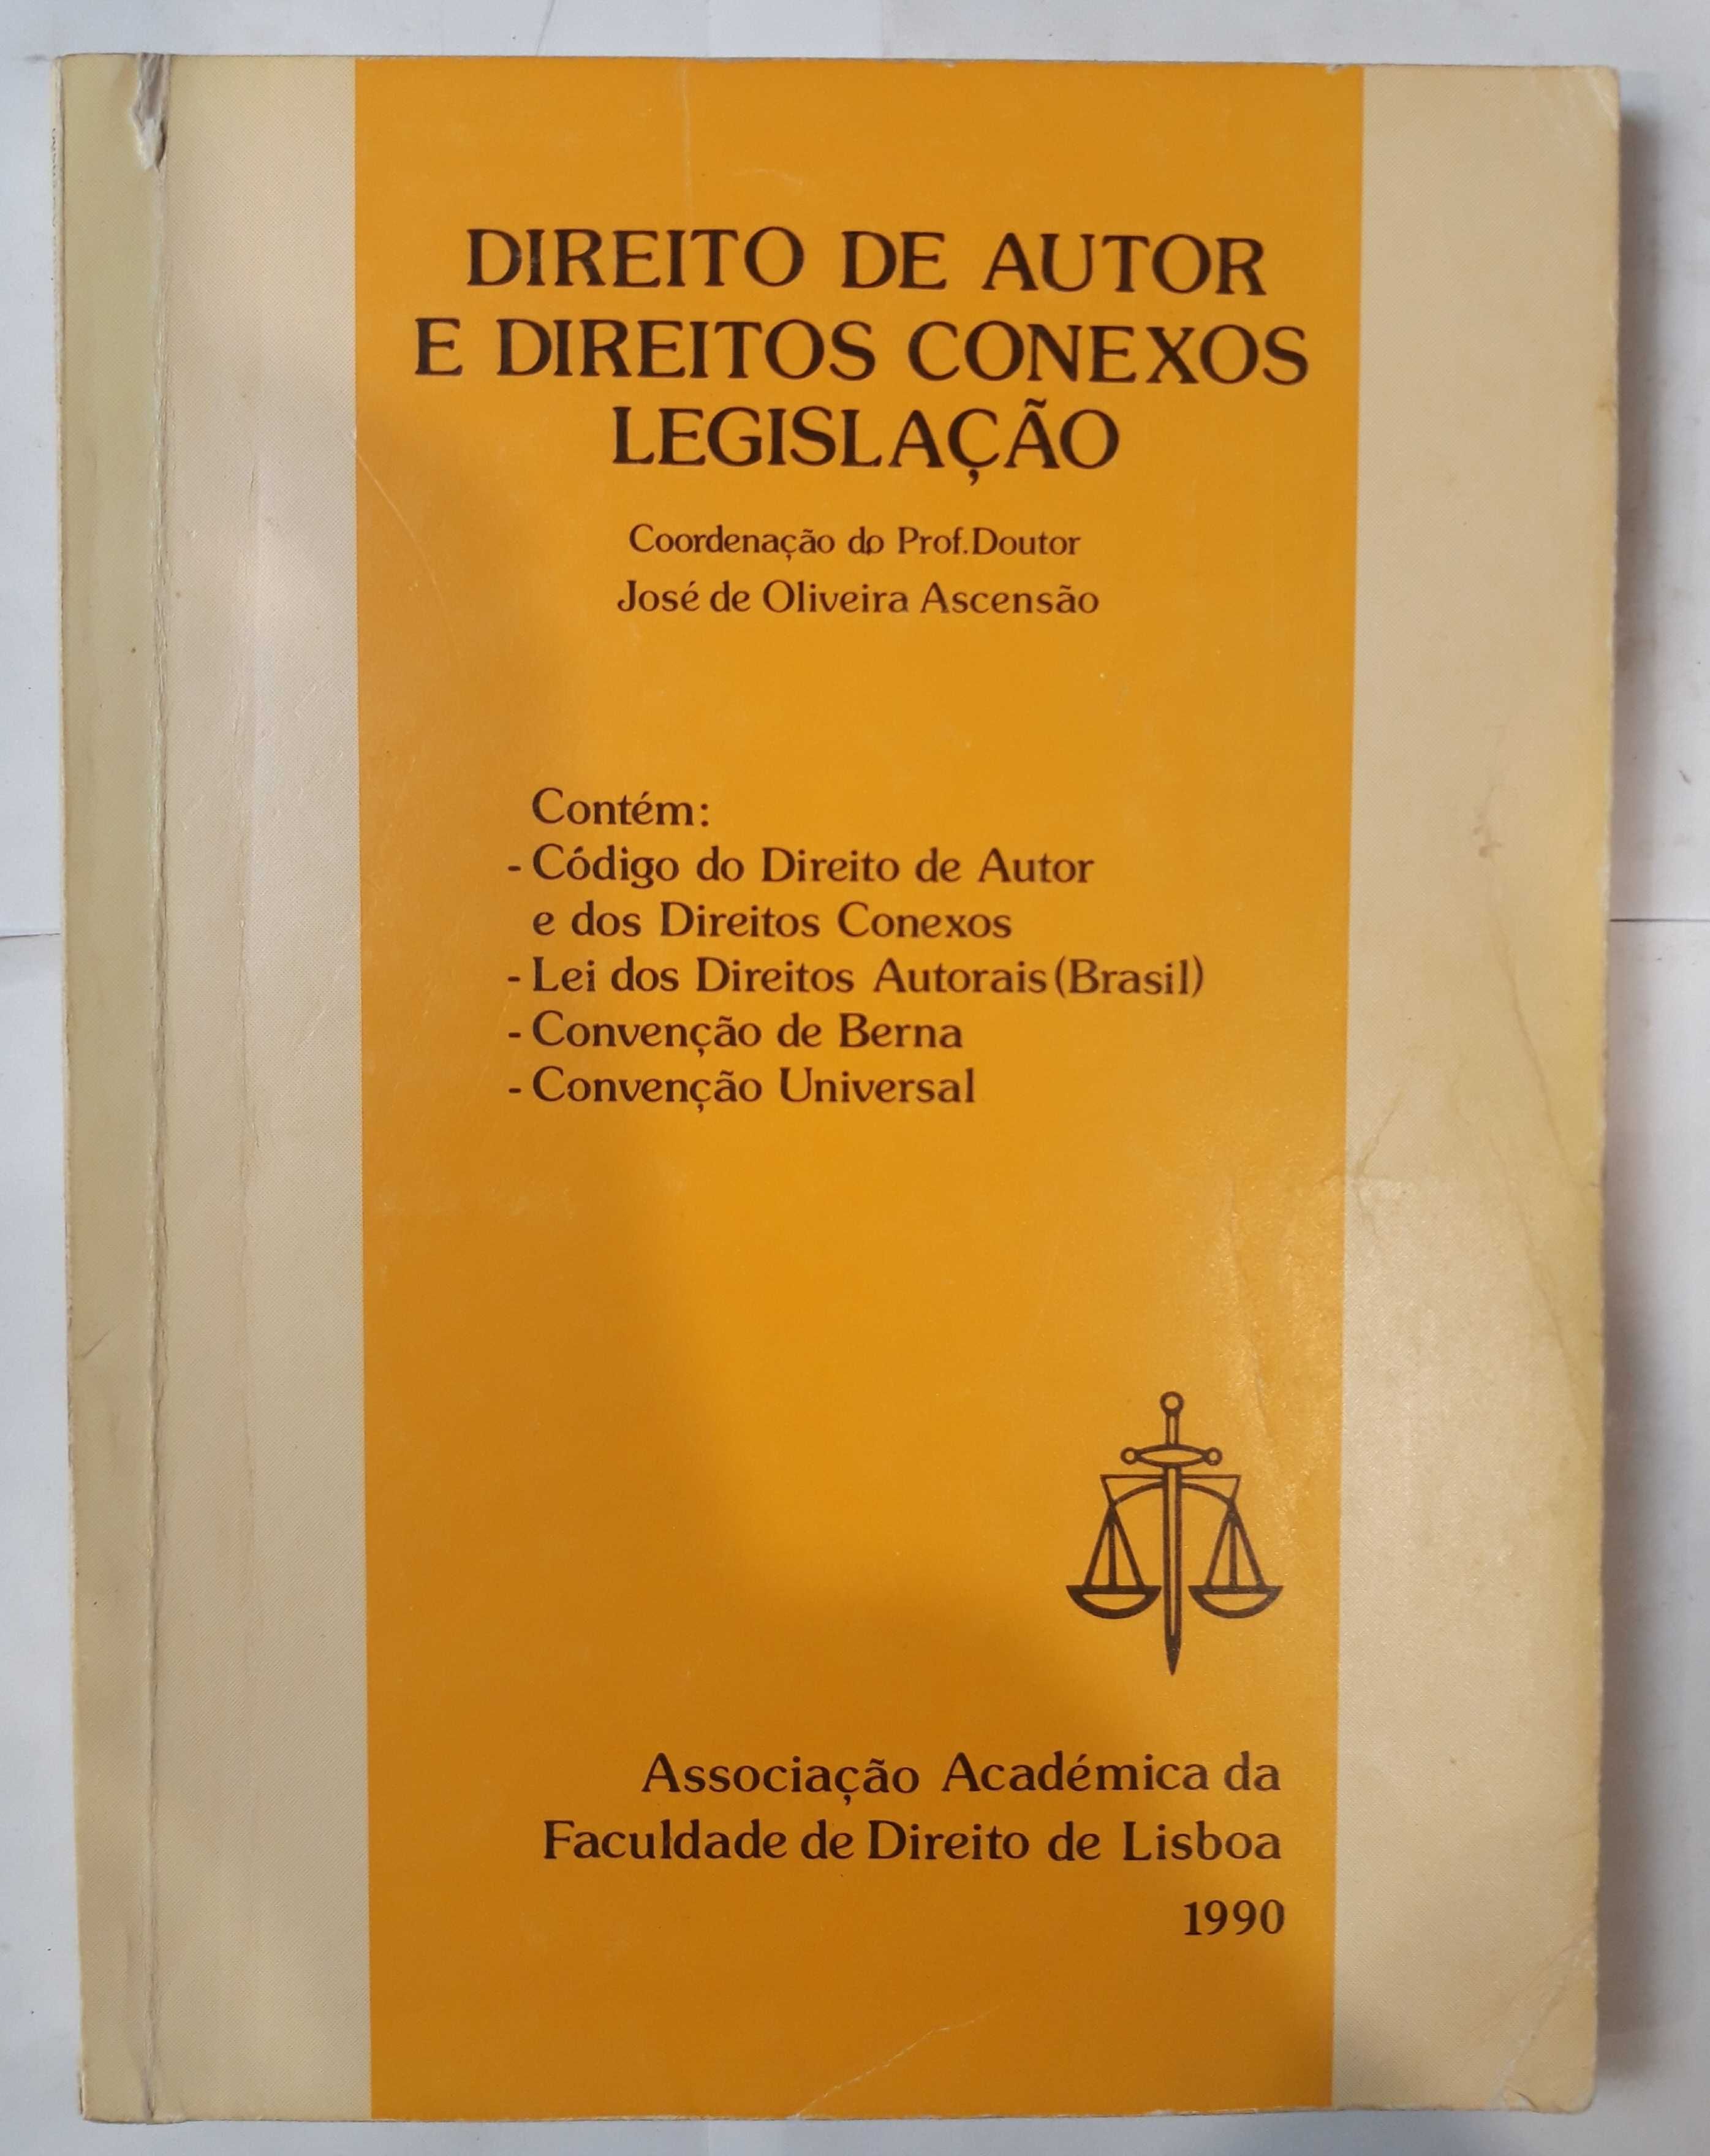 DIREITO DE AUTOR
E DIREITOS CONEXOS
LEGISLAÇÃO
Coordenação do Prof.Doutor
José de Oliveira Ascensão
Contém:
- Código do Direito de Autor
e dos Direitos Conexos
- Lei dos Direitos Autorais (Brasil)
- Convenção de Berna
- Convenção Universal
Associação Académica da
Faculdade de Direito de Lisboa
1990